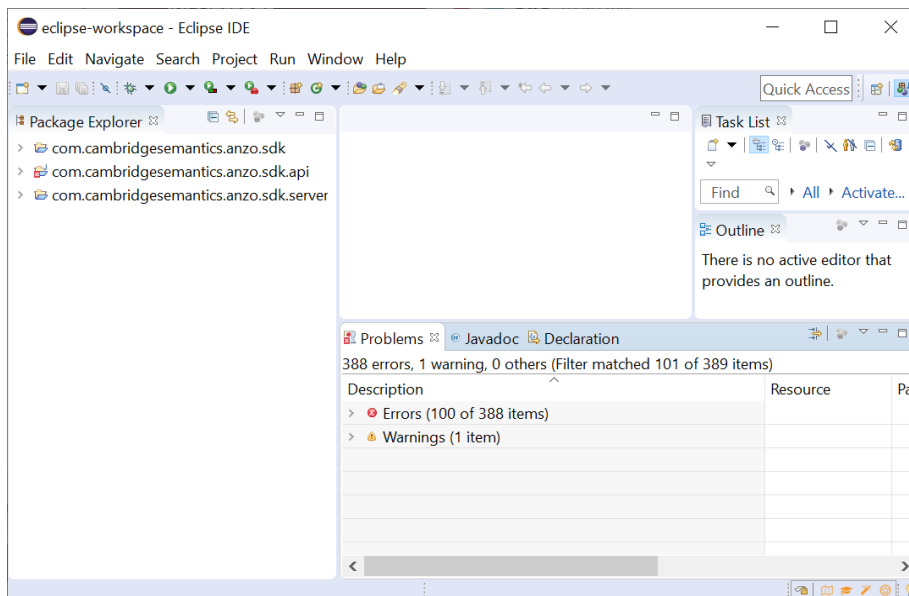 eclipse-workspace - Eclipse IDE
File Edit Navigate Search Project Run Window Help
Quick Access
Package Explorer
com.cambridgesemantics.anzo.sdk
com.cambridgesemantics.anzo.sdk.api
com.cambridgesemantics.anzo.sdk.server
Task List
Find All Activate...
Outline
There is no active editor that
provides an outline.
Problems @ Javadoc Declaration
388 errors, 1 warning, 0 others (Filter matched 101 of 389 items)
Description Resource Pa
Errors (100 of 388 items)
Warnings (1 item)